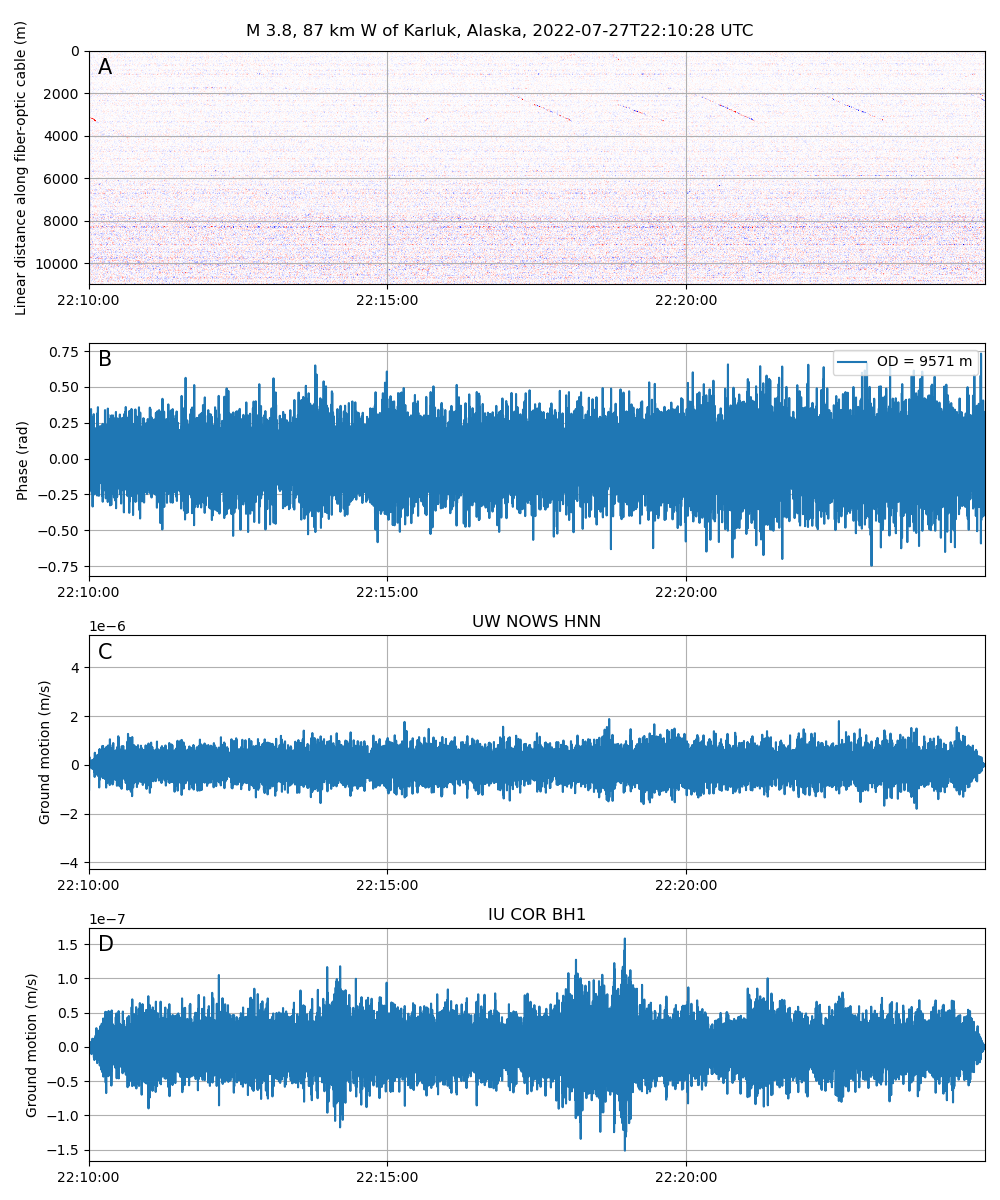 M 3.8, 87 km W of Karluk, Alaska, 2022-07-27T22:10:28 UTC
A
Linear distance along fiber-optic cable (m)
0
2000
4000
6000
8000
10000
22:10:00 22:15:00 22:20:00
B
OD = 9571 m
Phase (rad)
0.75
0.50
0.25
0.00
−0.25
−0.50
−0.75
22:10:00 22:15:00 22:20:00
UW NOWS HNN
1e−6
C
Ground motion (m/s)
4
2
0
−2
−4
22:10:00 22:15:00 22:20:00
IU COR BH1
1e−7
D
Ground motion (m/s)
1.5
1.0
0.5
0.0
−0.5
−1.0
−1.5
22:10:00 22:15:00 22:20:00